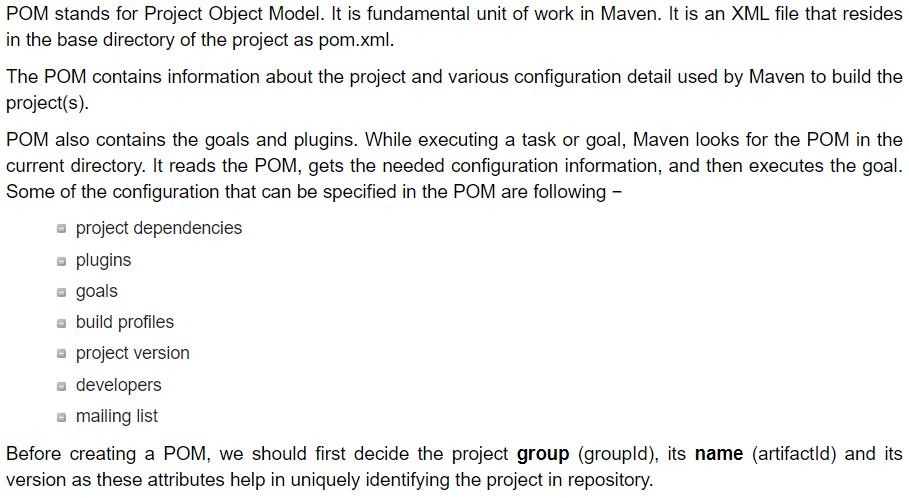 POM stands for Project Object Model. It is fundamental unit of work in Maven. It is an XML file that resides
in the base directory of the project as pom.xml.
The POM contains information about the project and various configuration detail used by Maven to build the
project(s).
POM also contains the goals and plugins. While executing a task or goal, Maven looks for the POM in the
current directory. It reads the POM, gets the needed configuration information, and then executes the goal.
Some of the configuration that can be specified in the POM are following −
project dependencies
plugins
goals
build profiles
project version
developers
mailing list
Before creating a POM, we should first decide the project group (groupId), its name (artifactId) and its
version as these attributes help in uniquely identifying the project in repository.